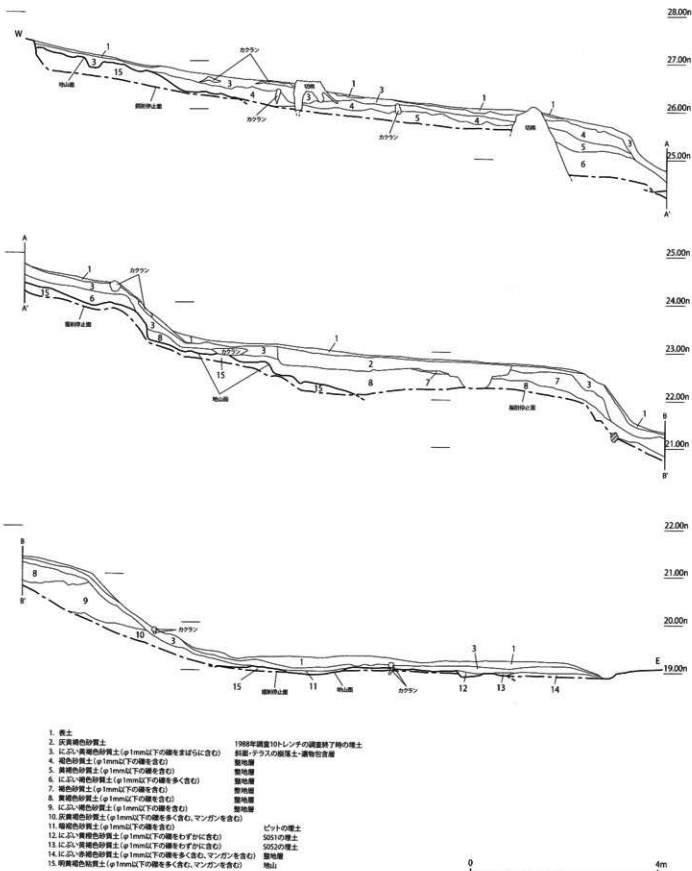 28.00n
W
1
カクラン
27.00n
3
地山面
15
掘削停止面
3
切株
1
3
1
1
4
3
4
カクラン
カクラン
5
4
切株
26.00n
4
5
3
6
25.00n
A
A'
A
25.00n
1
カクラン
3
A'
15
6
掘削停止面
24.00n
3
8
カクラン
3
1
2
23.00n
15
地山面
15
8
7
8
7
3
掘削停止面
22.00n
1
B
21.00n
B'
22.00n
B
8
21.00n
B'
9
カクラン
20.00n
10
3
1
3
1
E
19.00n
15
掘削停止面
11
地山面
カクラン
12
13
14
1. 表土
2. 灰黄褐色砂質土 1988年調査10トレンチの調査終了時の埋土
3. にぶい黄褐色砂質土(φ1mm以下の礫をまばらに含む) 斜面・テラスの崩落土・遺物包含層
4. 褐色砂質土(φ1mm以下の礫を含む) 整地層
5. 黄褐色砂質土(φ1mm以下の礫を含む) 整地層
6. にぶい褐色砂質土(φ1mm以下の礫を多く含む) 整地層
7. 褐色砂質土(φ1mm以下の礫を含む) 整地層
8. 黄褐色砂質土(φ1mm以下の礫を含む) 整地層
9. にぶい褐色砂質土(φ1mm以下の礫を含む) 整地層
10. 灰黄褐色砂質土(φ1mm以下の礫を多く含む、マンガンを含む)
11. 暗褐色砂質土(φ1mm以下の礫を含む) ピットの埋土
12. にぶい黄橙色砂質土(φ1mm以下の礫をわずかに含む) S051の埋土
13. にぶい黄橙色砂質土(φ1mm以下の礫をわずかに含む) S052の埋土
14. にぶい赤褐色砂質土(φ1mm以下の礫を多く含む、マンガンを含む) 整地層
15. 明黄褐色粘質土(φ1mm以下の礫を多く含む、マンガンを含む) 地山
0 4m